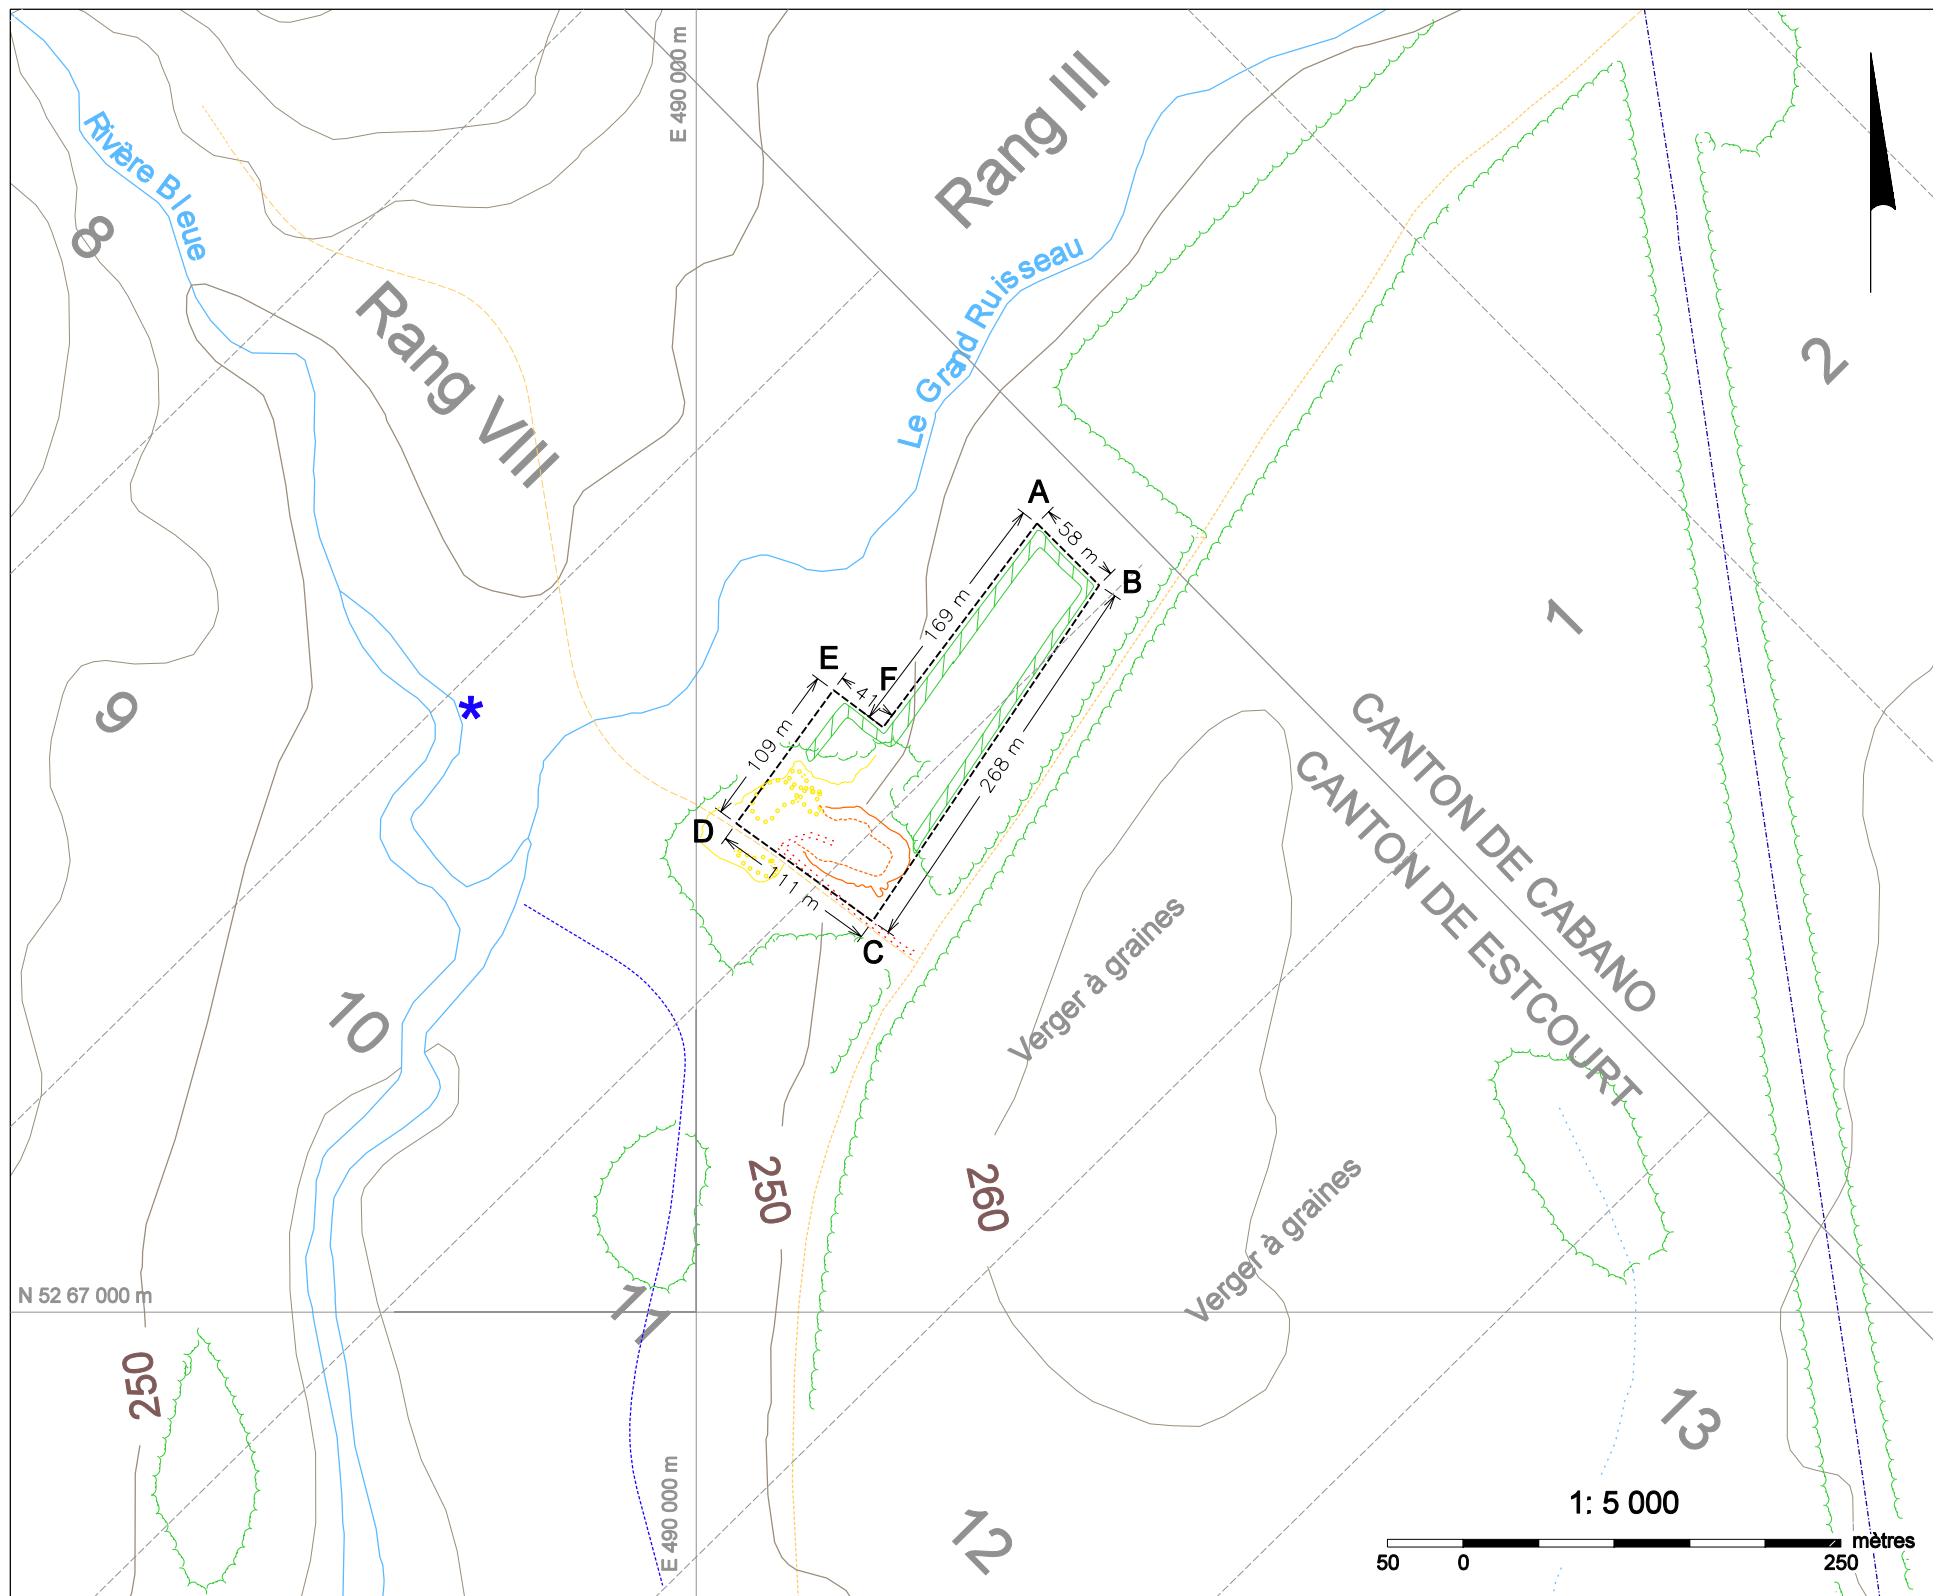 E 490 000 m
Rang III
Rivière Bleue
8
Le Grand Ruisseau
Rang VIII
2
A
58 m
B
169 m
1
E
F
41
9
109 m
268 m
CANTON DE CABANO
CANTON DE ESTCOURT
D
111 m
C
*
Verger à graines
10
250
260
Verger à graines
N 52 67 000 m
11
250
13
E 490 000 m
12
1: 5 000
mètres
50 0 250